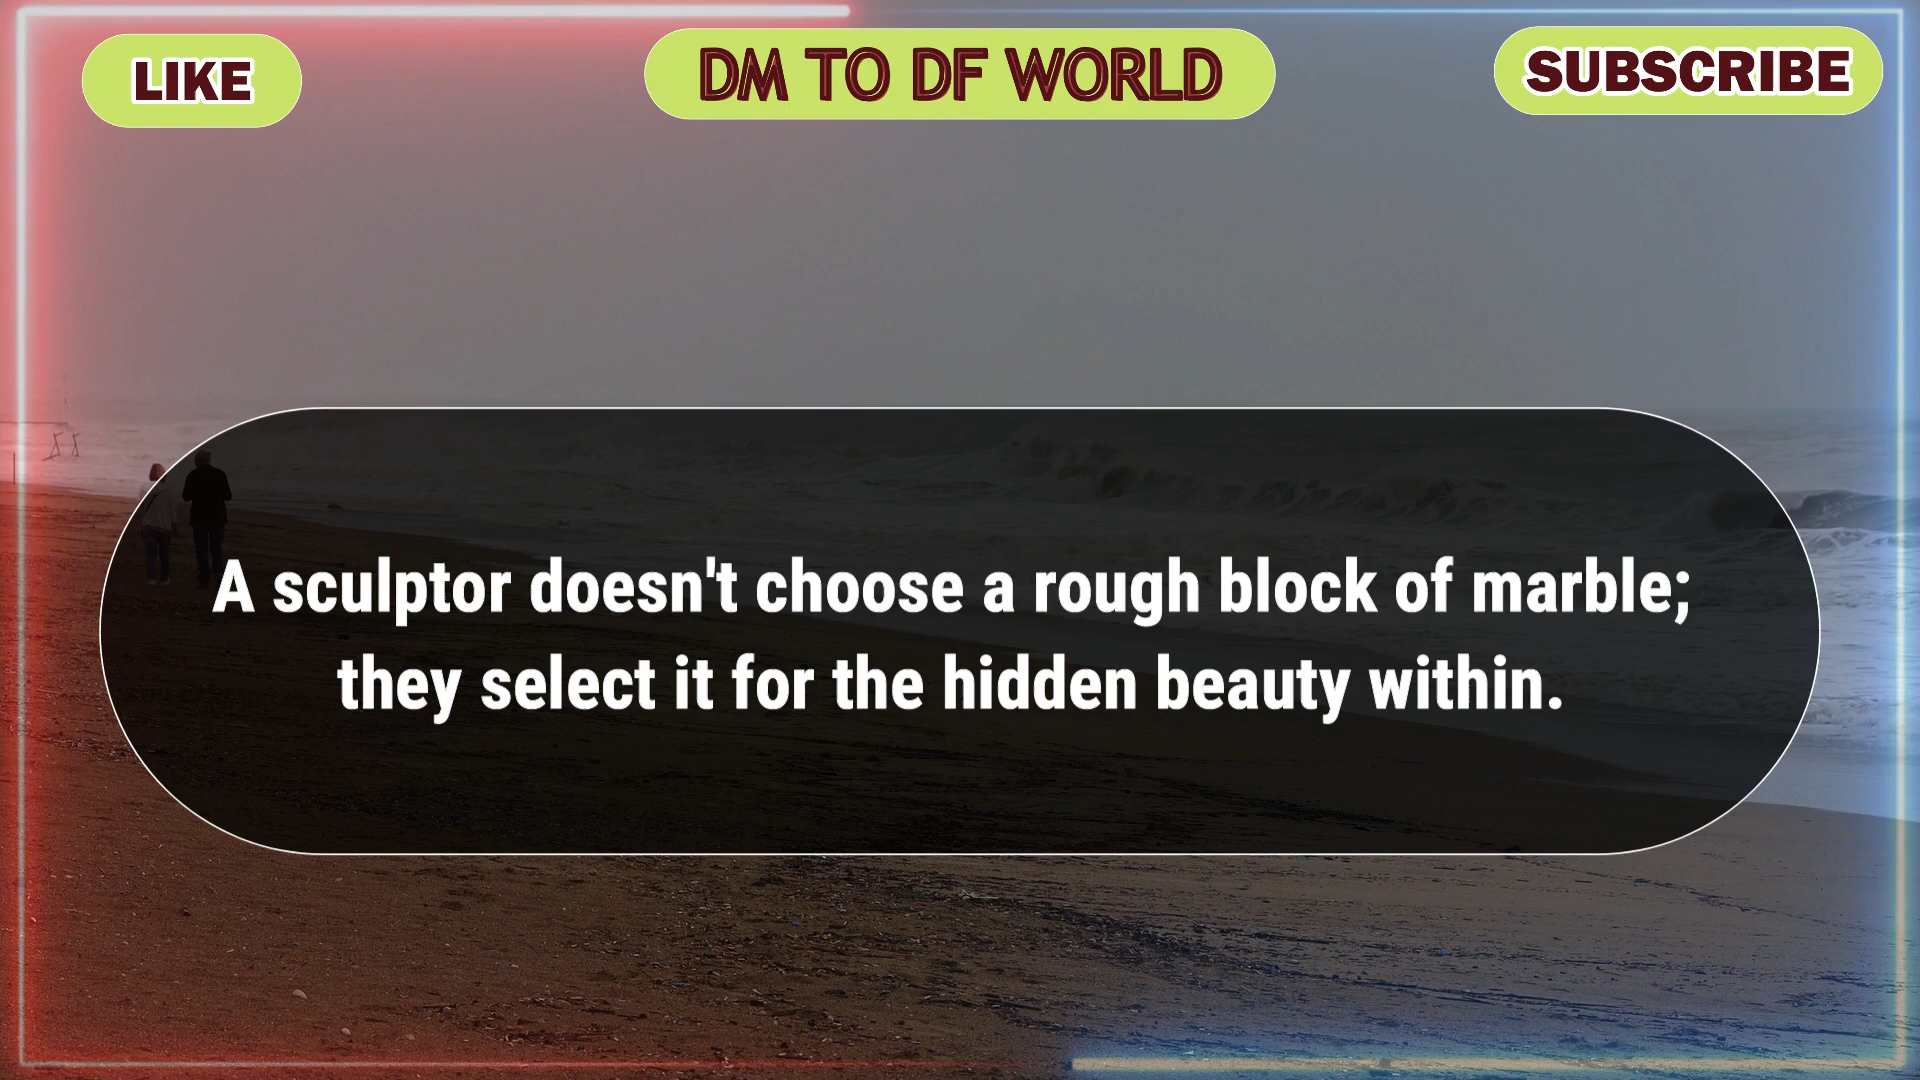 LIKE
DM TO DF WORLD
SUBSCRIBE
A sculptor doesn't choose a rough block of marble;
they select it for the hidden beauty within.